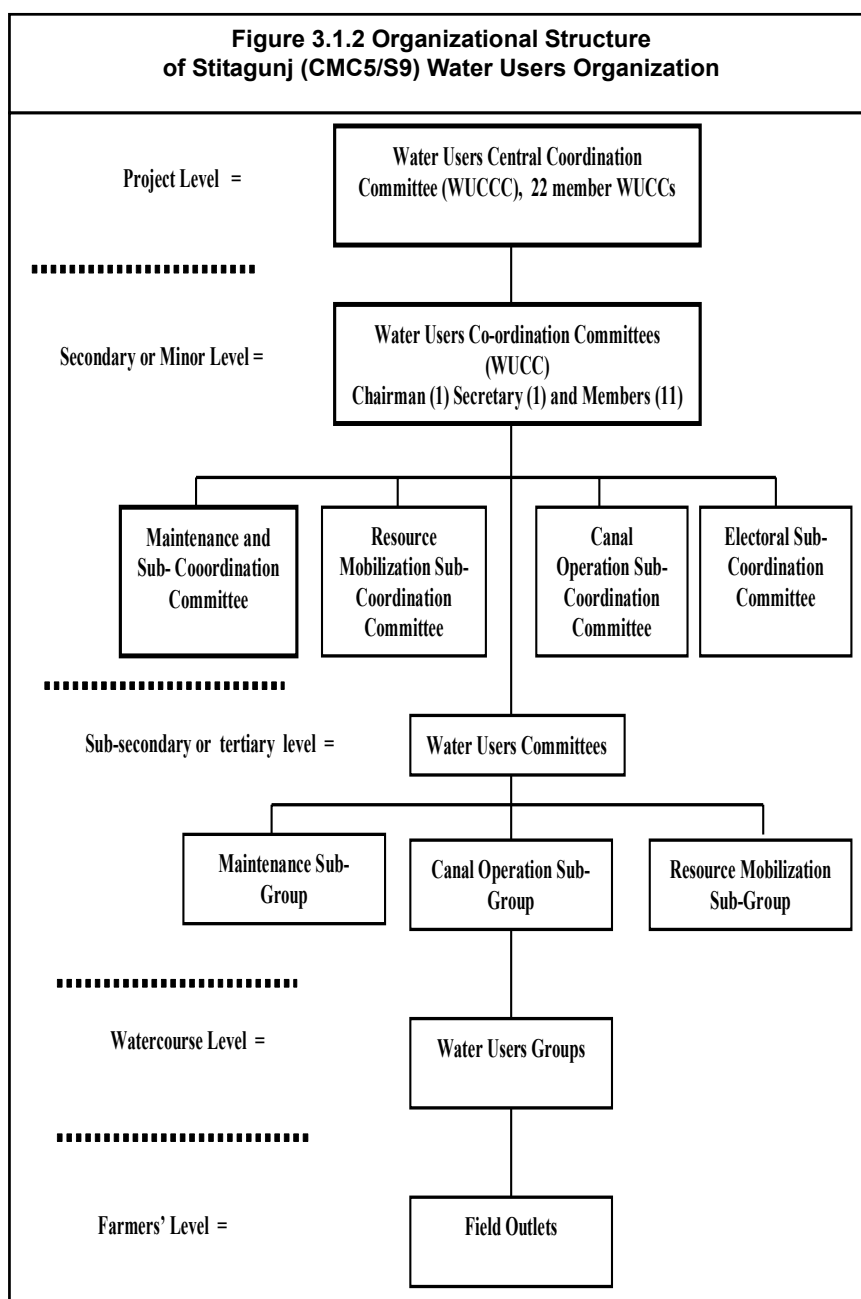 Figure 3.1.2 Organizational Structure
of Stitagunj (CMC5/S9) Water Users Organization
Project Level =
Water Users Central Coordination
Committee (WUCCC), 22 member WUCCs
Secondary or Minor Level =
Water Users Co-ordination Committees
(WUCC)
Chairman (1) Secretary (1) and Members (11)
Maintenance and
Sub- Cooordination
Committee
Resource
Mobilization Sub-
Coordination
Committee
Canal
Operation Sub-
Coordination
Committee
Electoral Sub-
Coordination
Committee
Sub-secondary or tertiary level =
Water Users Committees
Maintenance Sub-
Group
Canal Operation Sub-
Group
Resource Mobilization
Sub-Group
Watercourse Level =
Water Users Groups
Farmers’ Level =
Field Outlets